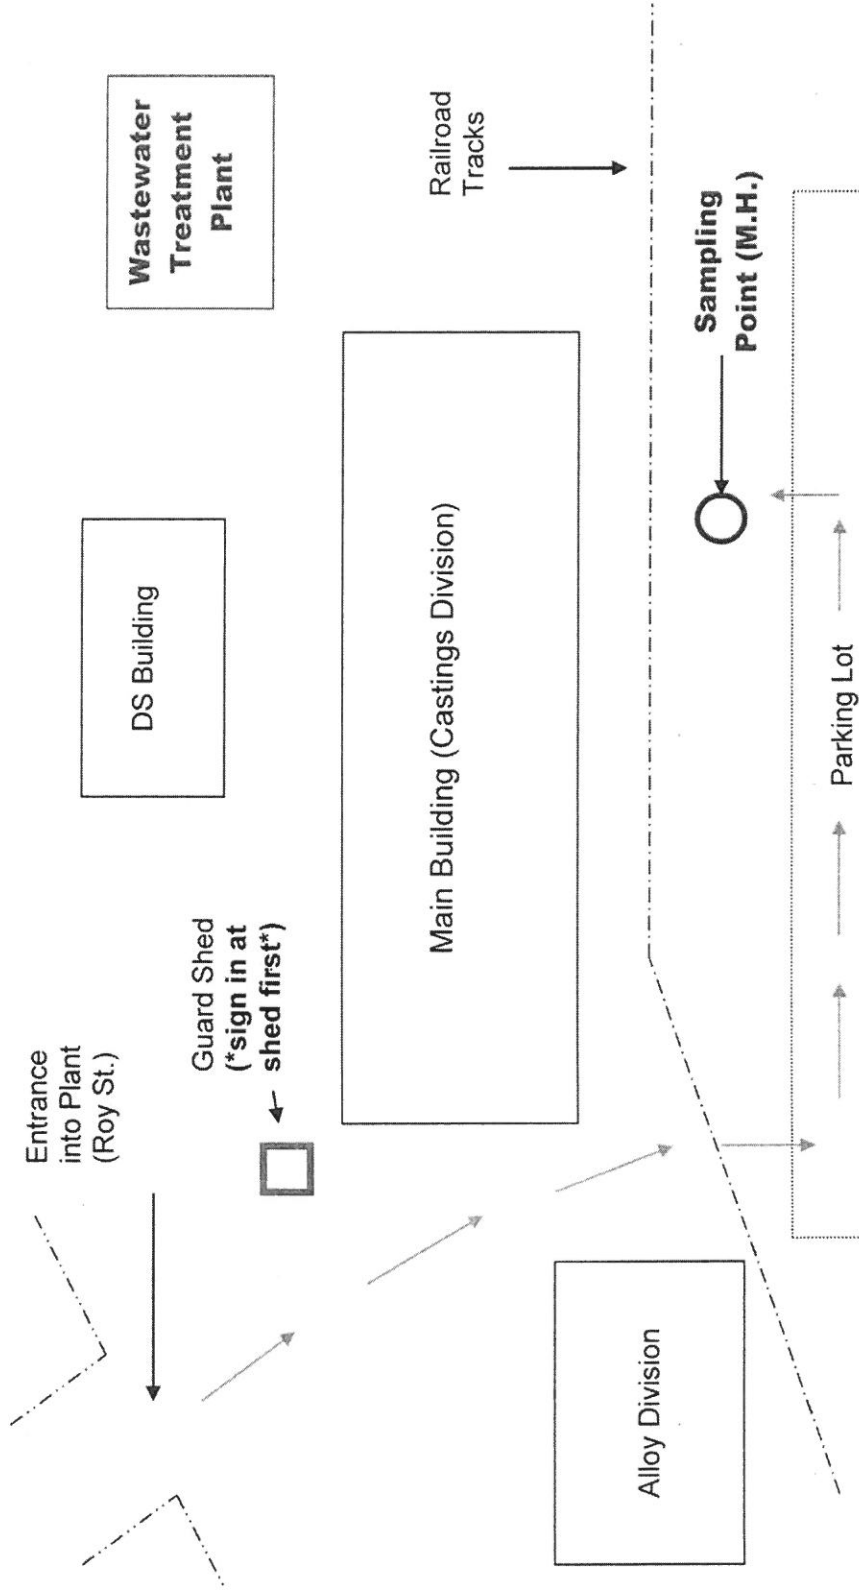 Entrance
into Plant
(Roy St.)
Guard Shed
(*sign in at
shed first*)
DS Building
Wastewater
Treatment
Plant
Main Building (Castings Division)
Railroad
Tracks
Alloy Division
Sampling
Point (M.H.)
Parking Lot